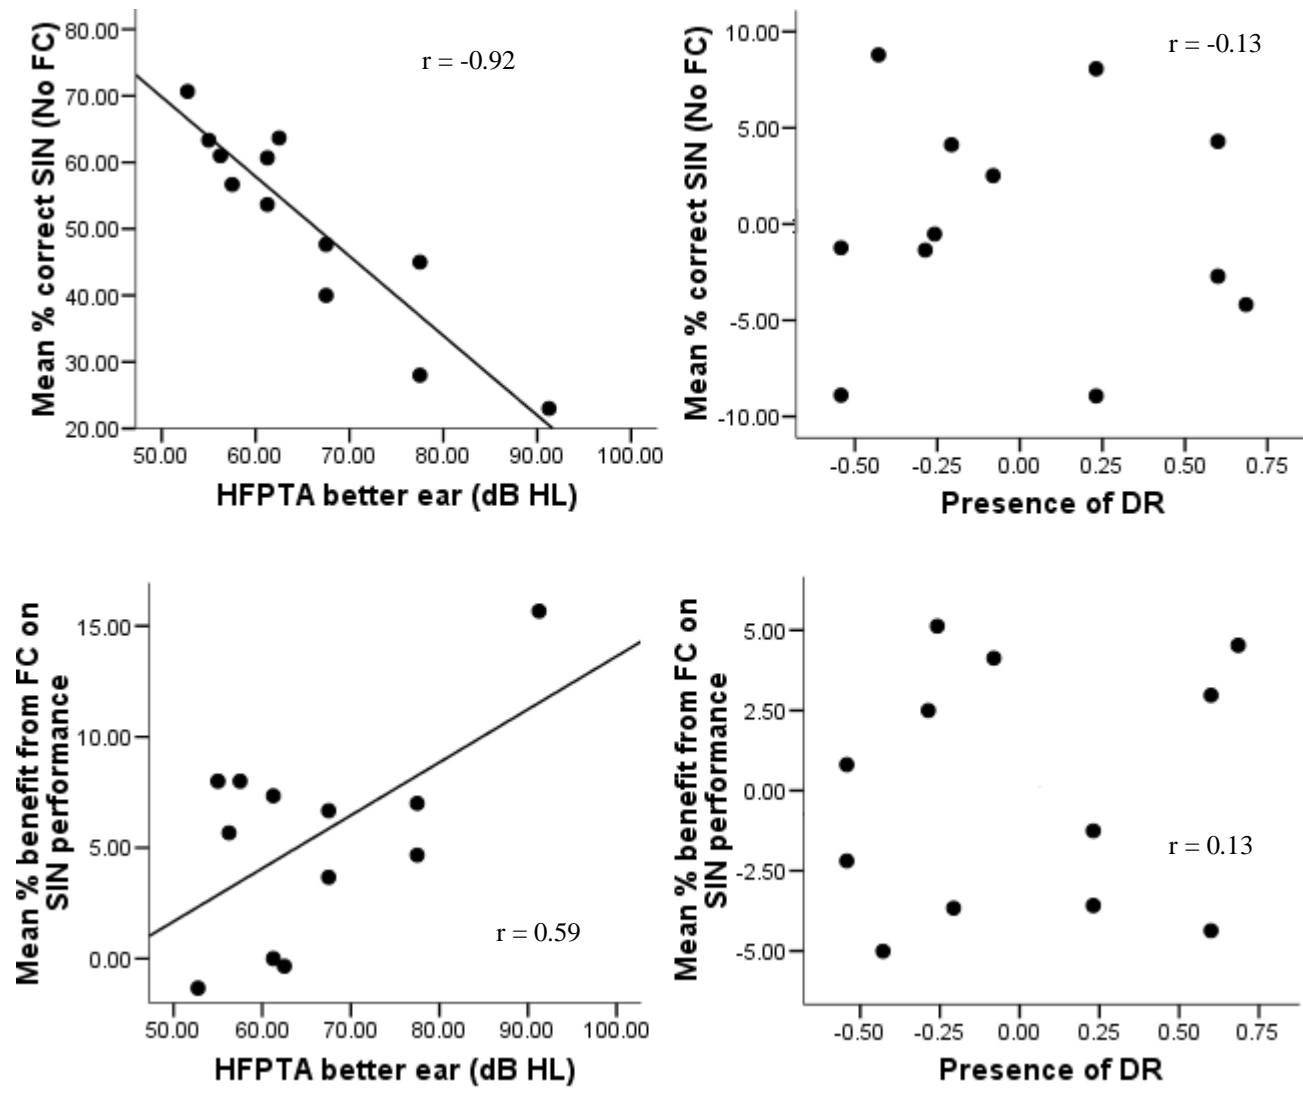 Mean % correct SIN (No FC)
80.00
70.00
60.00
50.00
40.00
30.00
20.00
r = -0.92
50.00 60.00 70.00 80.00 90.00 100.00
HFPTA better ear (dB HL)
Mean % correct SIN (No FC)
10.00
5.00
0.00
-5.00
-10.00
r = -0.13
-0.50 -0.25 0.00 0.25 0.50 0.75
Presence of DR
Mean % benefit from FC on
SIN performance
15.00
10.00
5.00
0.00
r = 0.59
50.00 60.00 70.00 80.00 90.00 100.00
HFPTA better ear (dB HL)
Mean % benefit from FC on
SIN performance
5.00
2.50
0.00
-2.50
-5.00
r = 0.13
-0.50 -0.25 0.00 0.25 0.50 0.75
Presence of DR